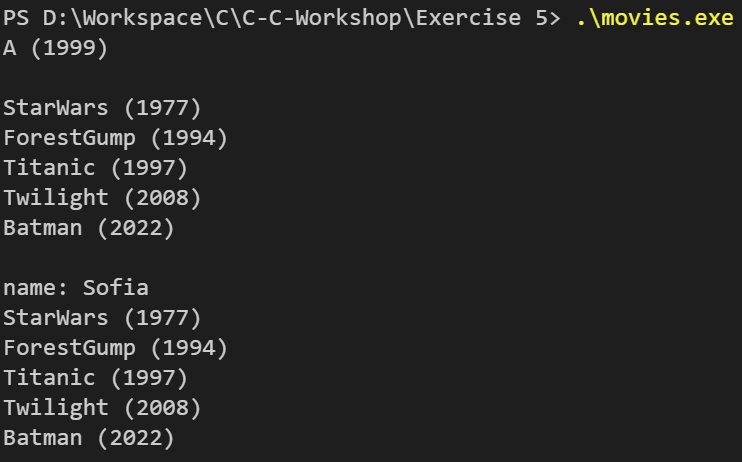 PS D:\Workspace\C\C-C-Workshop\Exercise 5> .\movies.exe
A (1999)
StarWars (1977)
ForestGump (1994)
Titanic (1997)
Twilight (2008)
Batman (2022)
name: Sofia
StarWars (1977)
ForestGump (1994)
Titanic (1997)
Twilight (2008)
Batman (2022)